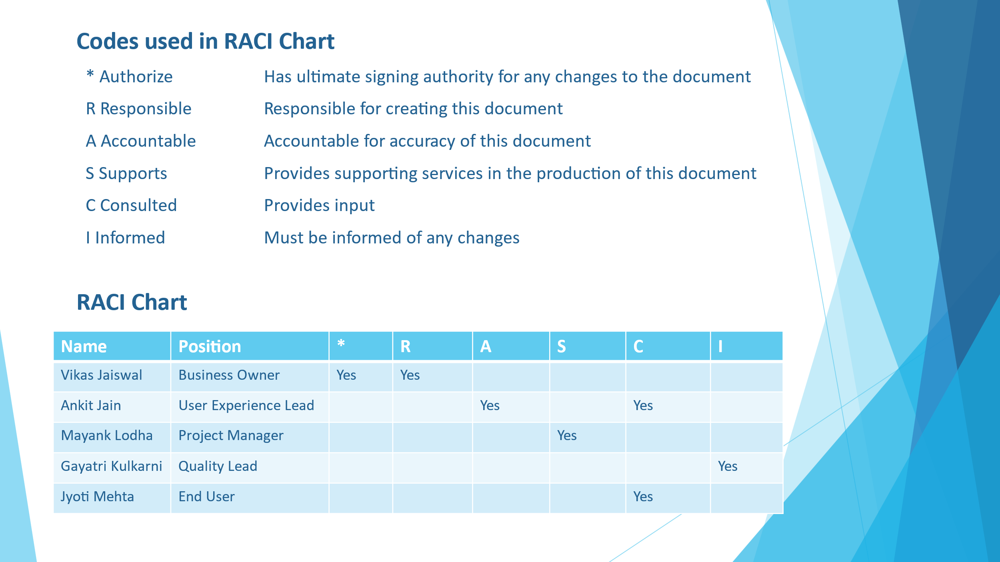 Codes used in RACI Chart
* Authorize Has ultimate signing authority for any changes to the document
R Responsible Responsible for creating this document
A Accountable Accountable for accuracy of this document
S Supports Provides supporting services in the production of this document
C Consulted Provides input
I Informed Must be informed of any changes
RACI Chart
Name Position * R A S C I
Vikas Jaiswal Business Owner Yes Yes
Ankit Jain User Experience Lead Yes Yes
Mayank Lodha Project Manager Yes
Gayatri Kulkarni Quality Lead Yes
Jyoti Mehta End User Yes